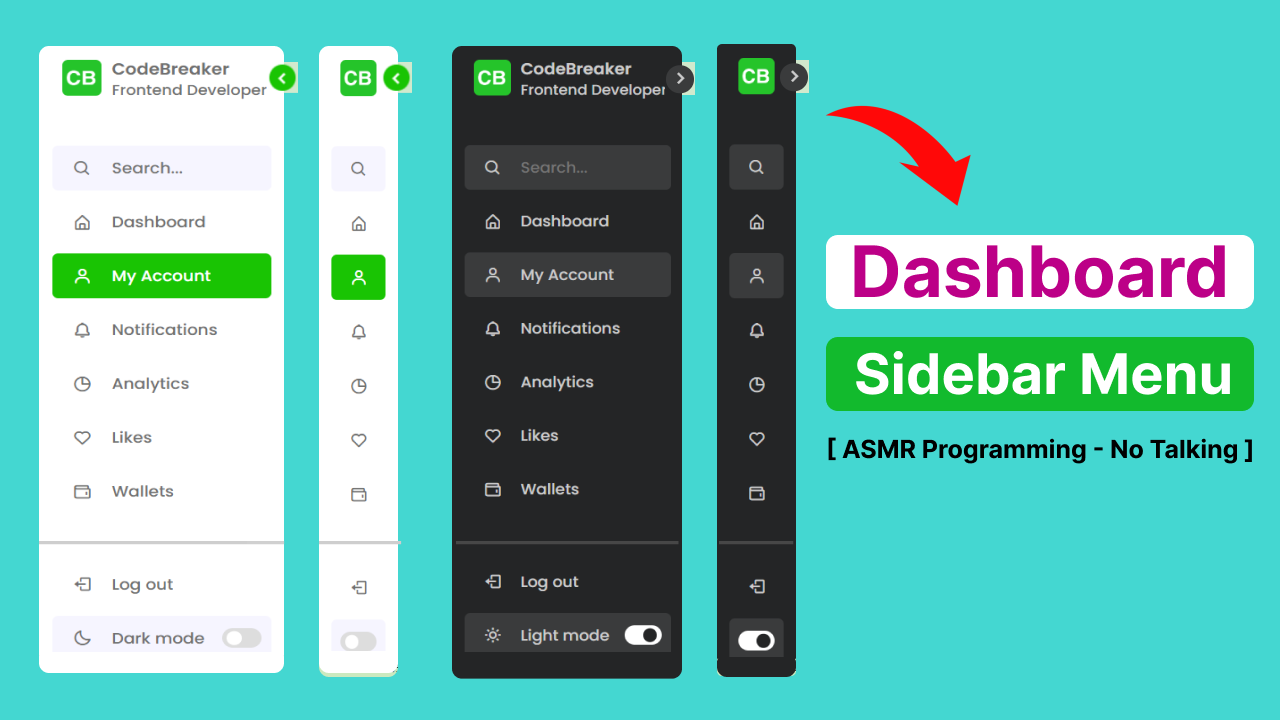 CB
CodeBreaker
Frontend Developer
Search...
Dashboard
My Account
Notifications
Analytics
Likes
Wallets
Log out
Dark mode
CB
CB
CodeBreaker
Frontend Developer
Search...
Dashboard
My Account
Notifications
Analytics
Likes
Wallets
Log out
Light mode
CB
Dashboard
Sidebar Menu
[ ASMR Programming - No Talking ]